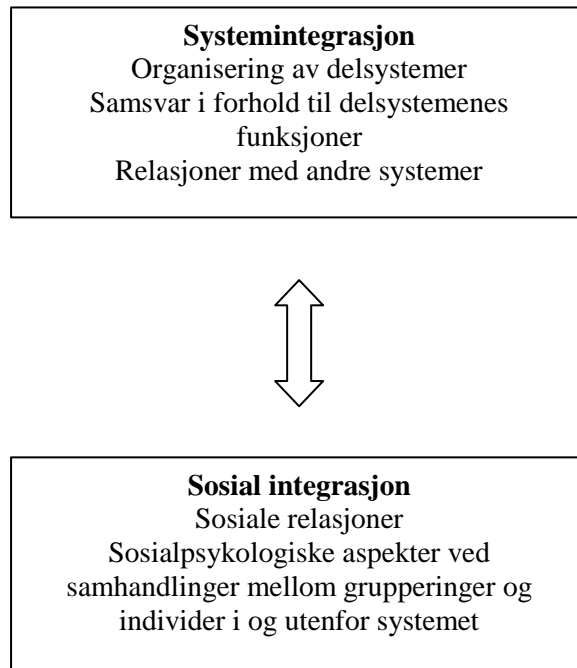 Systemintegrasjon
Organisering av delsystemer
Samsvar i forhold til delsystemenes
funksjoner
Relasjoner med andre systemer
Sosial integrasjon
Sosiale relasjoner
Sosialpsykologiske aspekter ved
samhandlinger mellom grupperinger og
individer i og utenfor systemet